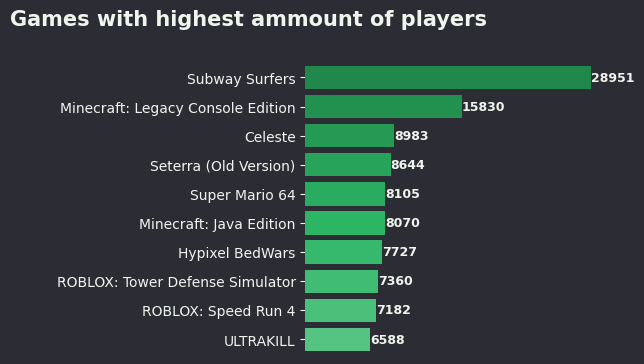 Games with highest ammount of players
Subway Surfers 28951
Minecraft: Legacy Console Edition 15830
Celeste 8983
Seterra (Old Version) 8644
Super Mario 64 8105
Minecraft: Java Edition 8070
Hypixel BedWars 7727
ROBLOX: Tower Defense Simulator 7360
ROBLOX: Speed Run 4 7182
ULTRAKILL 6588